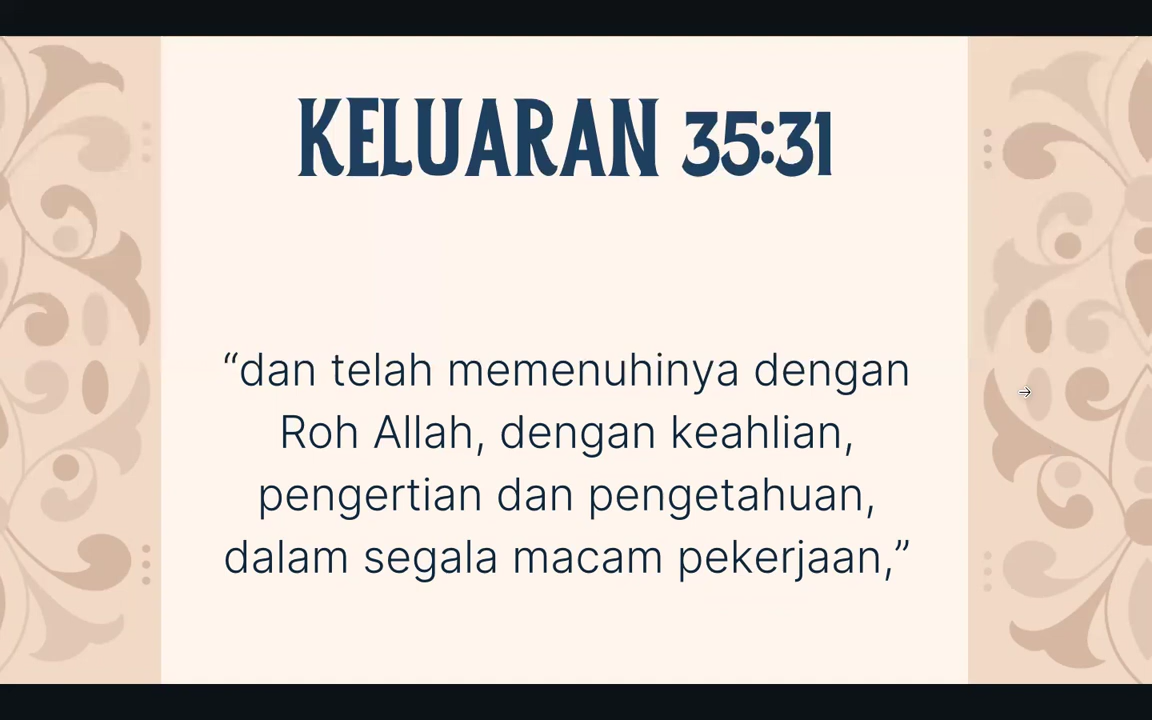 KELUARAN 35:31
“dan telah memenuhinya dengan
Roh Allah, dengan keahlian,
pengertian dan pengetahuan,
dalam segala macam pekerjaan,”